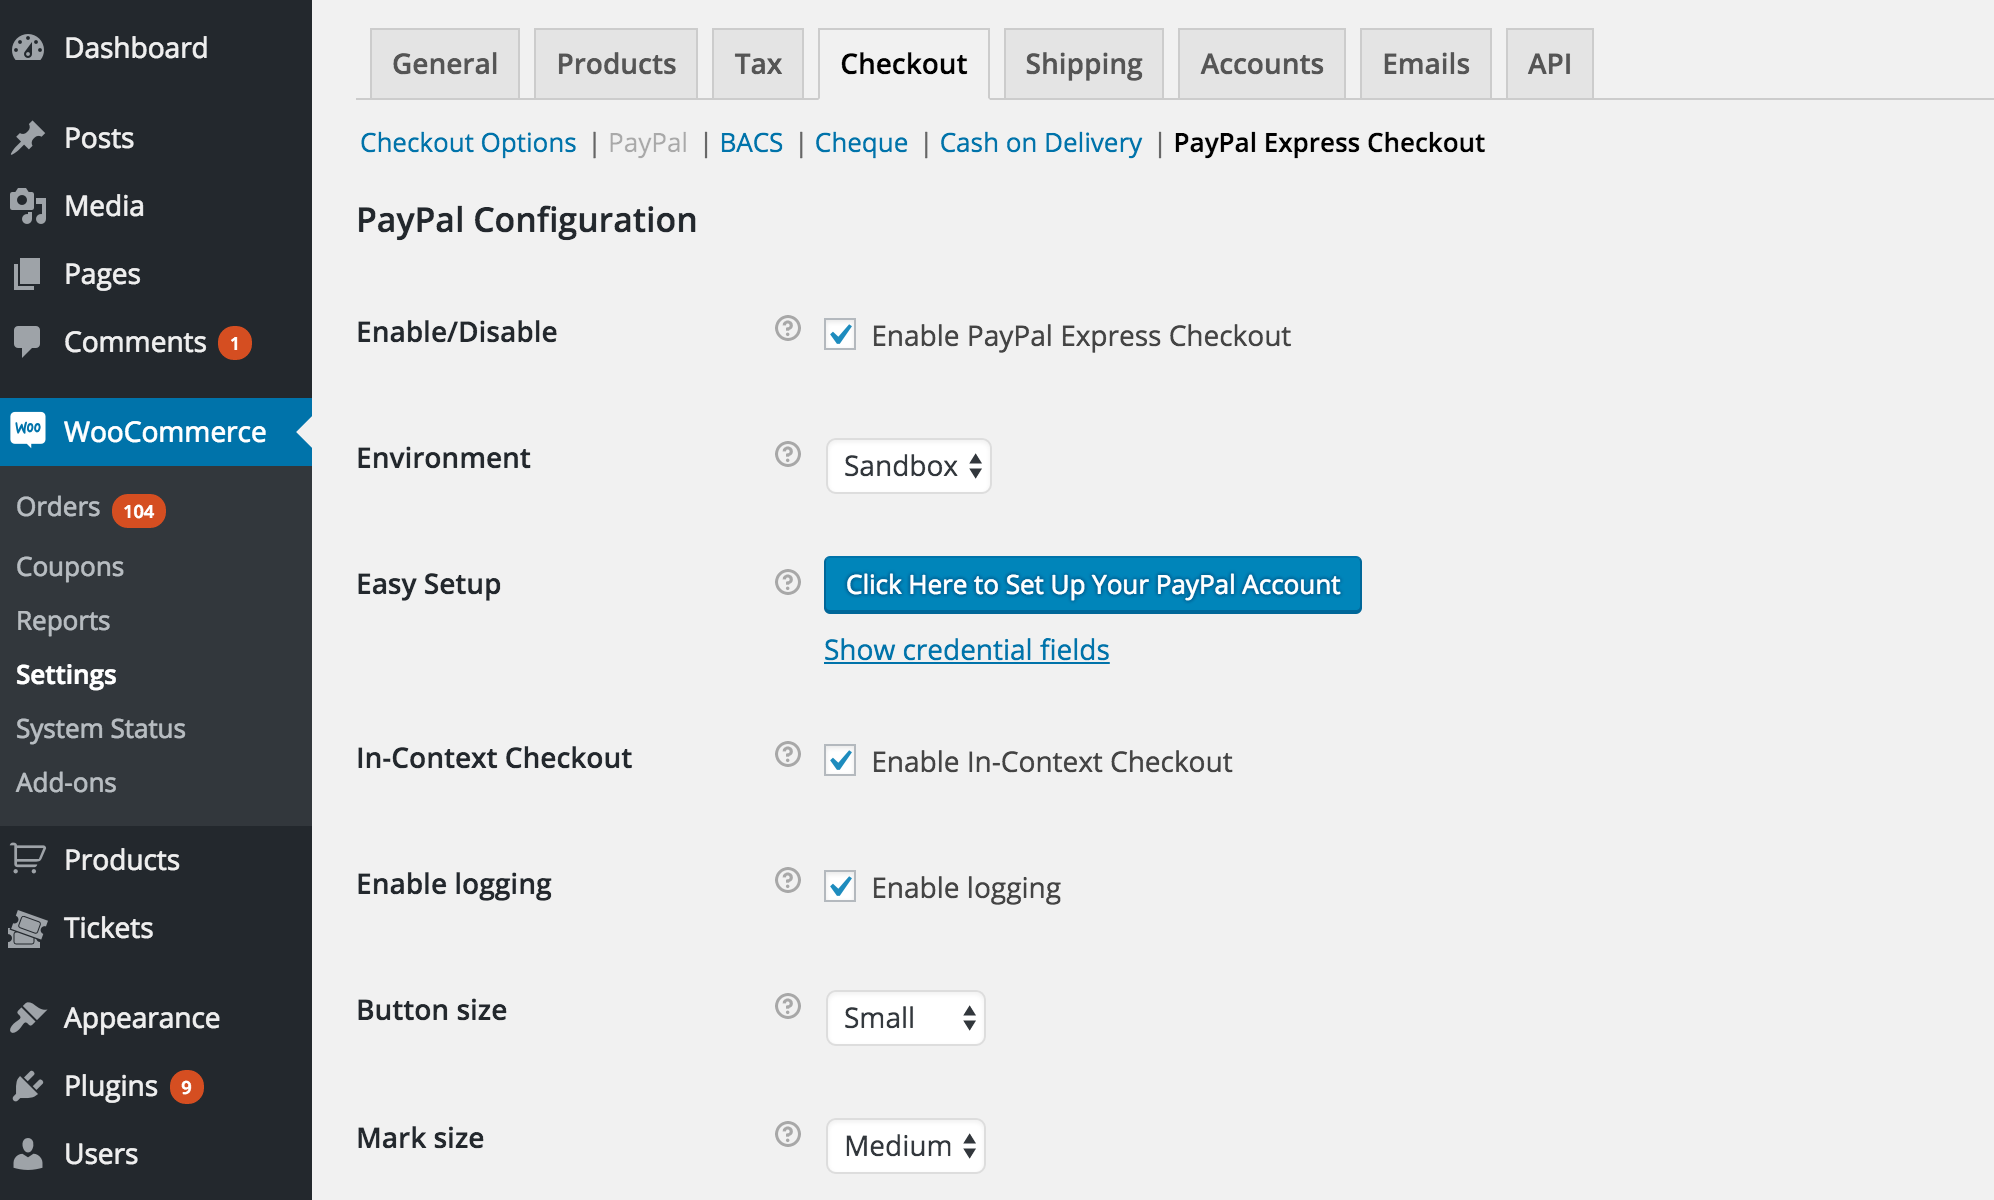 Dashboard
Posts
Media
Pages
Comments 1
Woo WooCommerce
Orders 104
Coupons
Reports
Settings
System Status
Add-ons
Products
Tickets
Appearance
Plugins 9
Users
General Products Tax Checkout Shipping Accounts Emails API
Checkout Options | PayPal | BACS | Cheque | Cash on Delivery | PayPal Express Checkout
PayPal Configuration
Enable/Disable ? Enable PayPal Express Checkout
Environment ? Sandbox
Easy Setup ? Click Here to Set Up Your PayPal Account
Show credential fields
In-Context Checkout ? Enable In-Context Checkout
Enable logging ? Enable logging
Button size ? Small
Mark size ? Medium